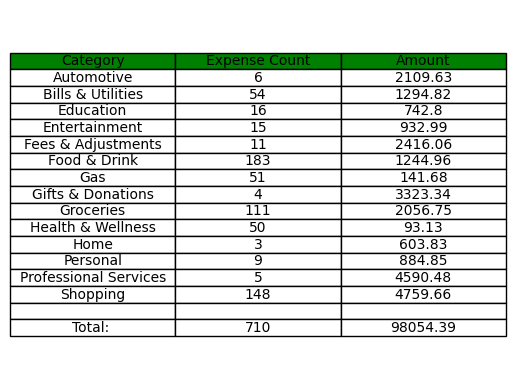 Category Expense Count Amount
Automotive 6 2109.63
Bills & Utilities 54 1294.82
Education 16 742.8
Entertainment 15 932.99
Fees & Adjustments 11 2416.06
Food & Drink 183 1244.96
Gas 51 141.68
Gifts & Donations 4 3323.34
Groceries 111 2056.75
Health & Wellness 50 93.13
Home 3 603.83
Personal 9 884.85
Professional Services 5 4590.48
Shopping 148 4759.66
Total: 710 98054.39